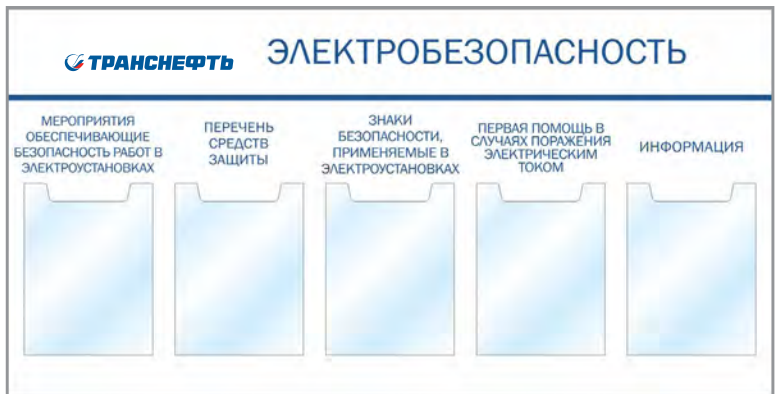 ТРАНСНЕФТЬ ЭЛЕКТРОБЕЗОПАСНОСТЬ
МЕРОПРИЯТИЯ
ОБЕСПЕЧИВАЮЩИЕ
БЕЗОПАСНОСТЬ РАБОТ В
ЭЛЕКТРОУСТАНОВКАХ
ПЕРЕЧЕНЬ
СРЕДСТВ
ЗАЩИТЫ
ЗНАКИ
БЕЗОПАСНОСТИ,
ПРИМЕНЯЕМЫЕ В
ЭЛЕКТРОУСТАНОВКАХ
ПЕРВАЯ ПОМОЩЬ В
СЛУЧАЯХ ПОРАЖЕНИЯ
ЭЛЕКТРИЧЕСКИМ
ТОКОМ
ИНФОРМАЦИЯ